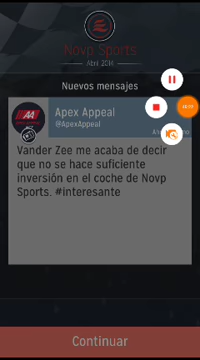 Novp Sports
Abril 2014
Nuevos mensajes
Apex Appeal
@ApexAppeal
Vander Zee me acaba de decir
que no se hace suficiente
inversión en el coche de Novp
Sports. #interesante
Continuar